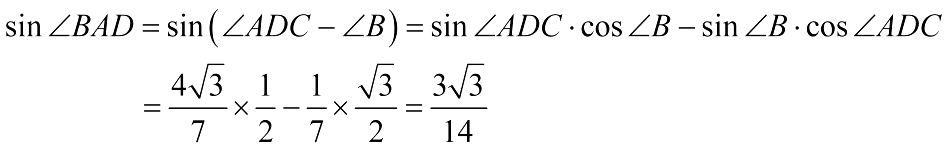 sin ∠BAD = sin(∠ADC − ∠B) = sin ∠ADC · cos ∠B − sin ∠B · cos ∠ADC
= 4√3/7 × 1/2 − 1/7 × √3/2 = 3√3/14